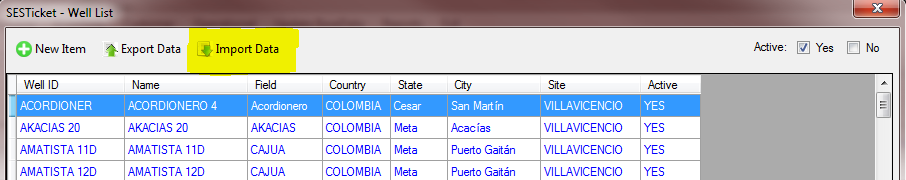 SESTicket - Well List
New Item Export Data Import Data Active: Yes No
Well ID Name Field Country State City Site Active
ACORDIONER ACORDIONERO 4 Acordionero COLOMBIA Cesar San Martín VILLAVICENCIO YES
AKACIAS 20 AKACIAS 20 AKACIAS COLOMBIA Meta Acacías VILLAVICENCIO YES
AMATISTA 11D AMATISTA 11D CAJUA COLOMBIA Meta Puerto Gaitán VILLAVICENCIO YES
AMATISTA 12D AMATISTA 12D CAJUA COLOMBIA Meta Puerto Gaitán VILLAVICENCIO YES